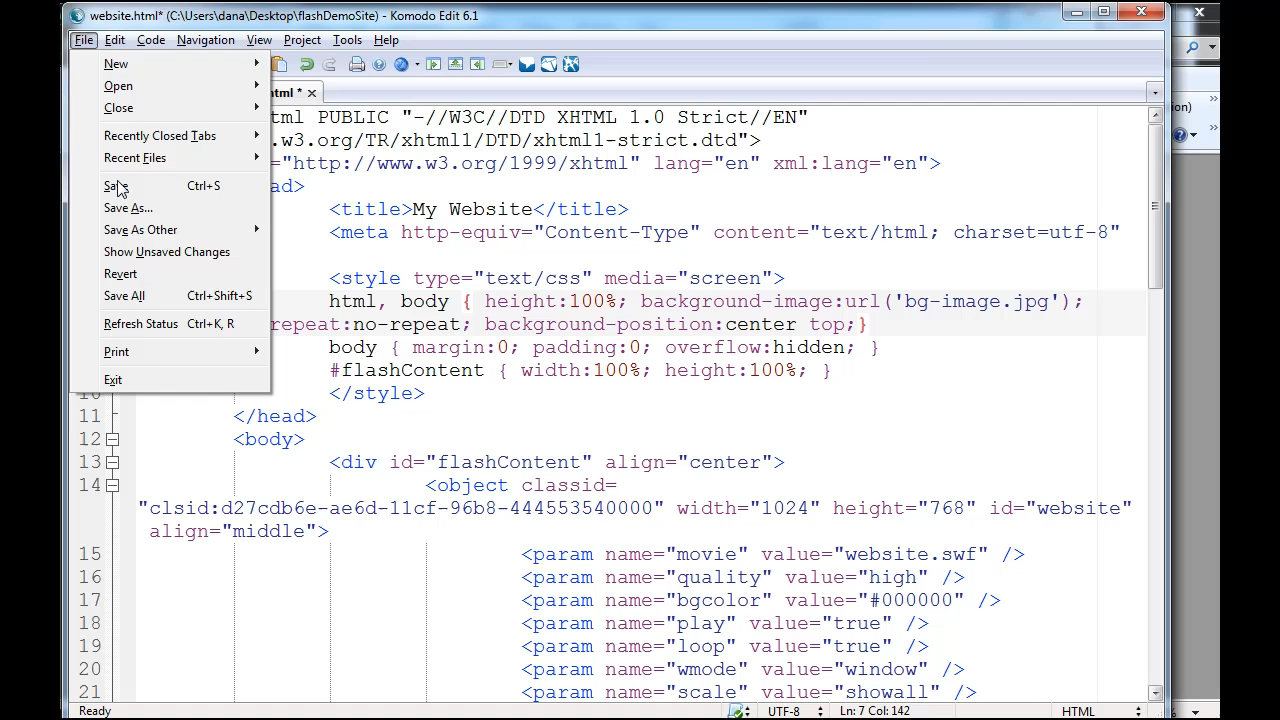 website.html* (C:\Users\dana\Desktop\flashDemoSite) - Komodo Edit 6.1
File Edit Code Navigation View Project Tools Help
New
Open
Close
Recently Closed Tabs
Recent Files
Save Ctrl+S
Save As...
Save As Other
Show Unsaved Changes
Revert
Save All Ctrl+Shift+S
Refresh Status Ctrl+K, R
Print
Exit
html *
tml PUBLIC "-//W3C//DTD XHTML 1.0 Strict//EN"
.w3.org/TR/xhtml1/DTD/xhtml1-strict.dtd">
="http://www.w3.org/1999/xhtml" lang="en" xml:lang="en">
ad>
<title>My Website</title>
<meta http-equiv="Content-Type" content="text/html; charset=utf-8"
<style type="text/css" media="screen">
html, body { height:100%; background-image:url('bg-image.jpg');
repeat:no-repeat; background-position:center top;}
body { margin:0; padding:0; overflow:hidden; }
#flashContent { width:100%; height:100%; }
10 </style>
11 </head>
12 <body>
13 <div id="flashContent" align="center">
14 <object classid=
"clsid:d27cdb6e-ae6d-11cf-96b8-444553540000" width="1024" height="768" id="website"
align="middle">
15 <param name="movie" value="website.swf" />
16 <param name="quality" value="high" />
17 <param name="bgcolor" value="#000000" />
18 <param name="play" value="true" />
19 <param name="loop" value="true" />
20 <param name="wmode" value="window" />
21 <param name="scale" value="showall" />
Ready UTF-8 Ln: 7 Col: 142 HTML
ion)